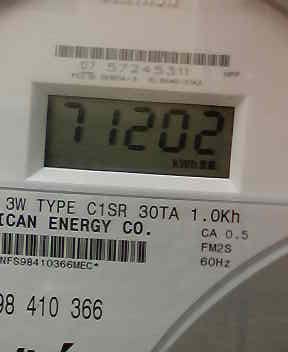 07 57245311
71202
kWh
3W TYPE C1SR 30TA 1.0Kh
ICAN ENERGY CO.
CA 0.5
FM2S
60Hz
NFS98410366MEC*
98 410 366